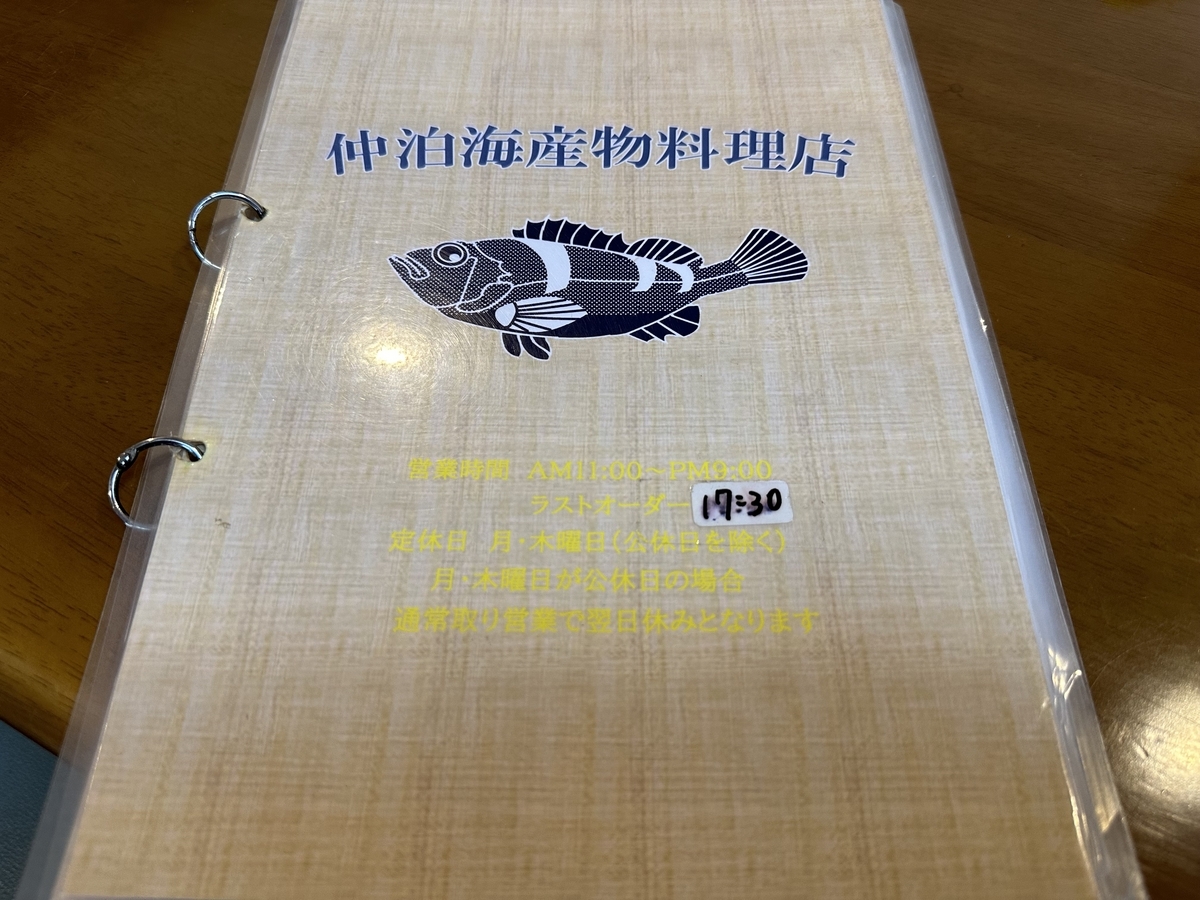 仲泊海産物料理店
営業時間 AM11:00～PM9:00
ラストオーダー 17:30
定休日 月・木曜日(公休日を除く)
月・木曜日が公休日の場合
通常取り営業で翌日休みとなります